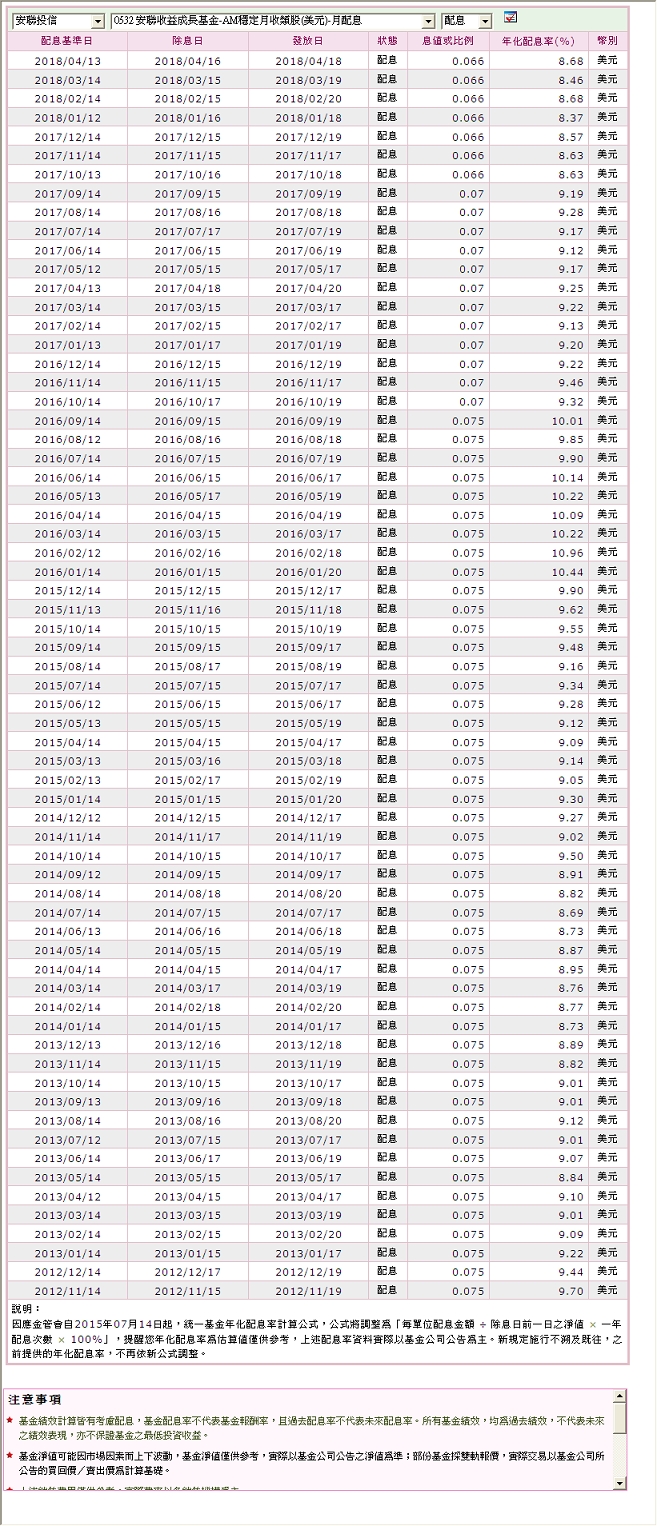 安聯投信 0532 安聯收益成長基金-AM穩定月收類股(美元)-月配息 配息
配息基準日 除息日 發放日 狀態 息值或比例 年化配息率(%) 幣別
2018/04/13 2018/04/16 2018/04/18 配息 0.066 8.68 美元
2018/03/14 2018/03/15 2018/03/19 配息 0.066 8.46 美元
2018/02/14 2018/02/15 2018/02/20 配息 0.066 8.68 美元
2018/01/12 2018/01/16 2018/01/18 配息 0.066 8.37 美元
2017/12/14 2017/12/15 2017/12/19 配息 0.066 8.57 美元
2017/11/14 2017/11/15 2017/11/17 配息 0.066 8.63 美元
2017/10/13 2017/10/16 2017/10/18 配息 0.066 8.63 美元
2017/09/14 2017/09/15 2017/09/19 配息 0.07 9.19 美元
2017/08/14 2017/08/16 2017/08/18 配息 0.07 9.28 美元
2017/07/14 2017/07/17 2017/07/19 配息 0.07 9.17 美元
2017/06/14 2017/06/15 2017/06/19 配息 0.07 9.12 美元
2017/05/12 2017/05/15 2017/05/17 配息 0.07 9.17 美元
2017/04/13 2017/04/18 2017/04/20 配息 0.07 9.25 美元
2017/03/14 2017/03/15 2017/03/17 配息 0.07 9.22 美元
2017/02/14 2017/02/15 2017/02/17 配息 0.07 9.13 美元
2017/01/13 2017/01/17 2017/01/19 配息 0.07 9.20 美元
2016/12/14 2016/12/15 2016/12/19 配息 0.07 9.22 美元
2016/11/14 2016/11/15 2016/11/17 配息 0.07 9.46 美元
2016/10/14 2016/10/17 2016/10/19 配息 0.07 9.32 美元
2016/09/14 2016/09/15 2016/09/19 配息 0.075 10.01 美元
2016/08/12 2016/08/16 2016/08/18 配息 0.075 9.85 美元
2016/07/14 2016/07/15 2016/07/19 配息 0.075 9.90 美元
2016/06/14 2016/06/15 2016/06/17 配息 0.075 10.14 美元
2016/05/13 2016/05/17 2016/05/19 配息 0.075 10.22 美元
2016/04/14 2016/04/15 2016/04/19 配息 0.075 10.09 美元
2016/03/14 2016/03/15 2016/03/17 配息 0.075 10.22 美元
2016/02/12 2016/02/16 2016/02/18 配息 0.075 10.96 美元
2016/01/14 2016/01/15 2016/01/20 配息 0.075 10.44 美元
2015/12/14 2015/12/15 2015/12/17 配息 0.075 9.90 美元
2015/11/13 2015/11/16 2015/11/18 配息 0.075 9.62 美元
2015/10/14 2015/10/15 2015/10/19 配息 0.075 9.55 美元
2015/09/14 2015/09/15 2015/09/17 配息 0.075 9.48 美元
2015/08/14 2015/08/17 2015/08/19 配息 0.075 9.16 美元
2015/07/14 2015/07/15 2015/07/17 配息 0.075 9.34 美元
2015/06/12 2015/06/15 2015/06/17 配息 0.075 9.28 美元
2015/05/13 2015/05/15 2015/05/19 配息 0.075 9.12 美元
2015/04/14 2015/04/15 2015/04/17 配息 0.075 9.09 美元
2015/03/13 2015/03/16 2015/03/18 配息 0.075 9.14 美元
2015/02/13 2015/02/17 2015/02/19 配息 0.075 9.05 美元
2015/01/14 2015/01/15 2015/01/20 配息 0.075 9.30 美元
2014/12/12 2014/12/15 2014/12/17 配息 0.075 9.27 美元
2014/11/14 2014/11/17 2014/11/19 配息 0.075 9.02 美元
2014/10/14 2014/10/15 2014/10/17 配息 0.075 9.50 美元
2014/09/12 2014/09/15 2014/09/17 配息 0.075 8.91 美元
2014/08/14 2014/08/18 2014/08/20 配息 0.075 8.82 美元
2014/07/14 2014/07/15 2014/07/17 配息 0.075 8.69 美元
2014/06/13 2014/06/16 2014/06/18 配息 0.075 8.73 美元
2014/05/14 2014/05/15 2014/05/19 配息 0.075 8.87 美元
2014/04/14 2014/04/15 2014/04/17 配息 0.075 8.95 美元
2014/03/14 2014/03/17 2014/03/19 配息 0.075 8.76 美元
2014/02/14 2014/02/18 2014/02/20 配息 0.075 8.77 美元
2014/01/14 2014/01/15 2014/01/17 配息 0.075 8.73 美元
2013/12/13 2013/12/16 2013/12/18 配息 0.075 8.89 美元
2013/11/14 2013/11/15 2013/11/19 配息 0.075 8.82 美元
2013/10/14 2013/10/15 2013/10/17 配息 0.075 9.01 美元
2013/09/13 2013/09/16 2013/09/18 配息 0.075 9.01 美元
2013/08/14 2013/08/16 2013/08/20 配息 0.075 9.12 美元
2013/07/12 2013/07/15 2013/07/17 配息 0.075 9.01 美元
2013/06/14 2013/06/17 2013/06/19 配息 0.075 9.07 美元
2013/05/14 2013/05/15 2013/05/17 配息 0.075 8.84 美元
2013/04/12 2013/04/15 2013/04/17 配息 0.075 9.10 美元
2013/03/14 2013/03/15 2013/03/19 配息 0.075 9.01 美元
2013/02/14 2013/02/15 2013/02/20 配息 0.075 9.09 美元
2013/01/14 2013/01/15 2013/01/17 配息 0.075 9.22 美元
2012/12/14 2012/12/17 2012/12/19 配息 0.075 9.44 美元
2012/11/14 2012/11/15 2012/11/19 配息 0.075 9.70 美元
說明：
因應金管會自2015年07月14日起，統一基金年化配息率計算公式，公式將調整為「每單位配息金額 ÷ 除息日前一日之淨值 × 一年
配息次數 × 100%」，提醒您年化配息率為估算值僅供參考，上述配息率資料實際以基金公司公告為主。新規定施行不溯及既往，之
前提供的年化配息率，不再依新公式調整。
注意事項
★ 基金績效計算皆有考慮配息，基金配息率不代表基金報酬率，且過去配息率不代表未來配息率。所有基金績效，均為過去績效，不代表未來
之績效表現，亦不保證基金之最低投資收益。
★ 基金淨值可能因市場因素而上下波動，基金淨值僅供參考，實際以基金公司公告之淨值為準；部份基金採雙軌報價，實際交易以基金公司所
公告的買回價／賣出價為計算基礎。